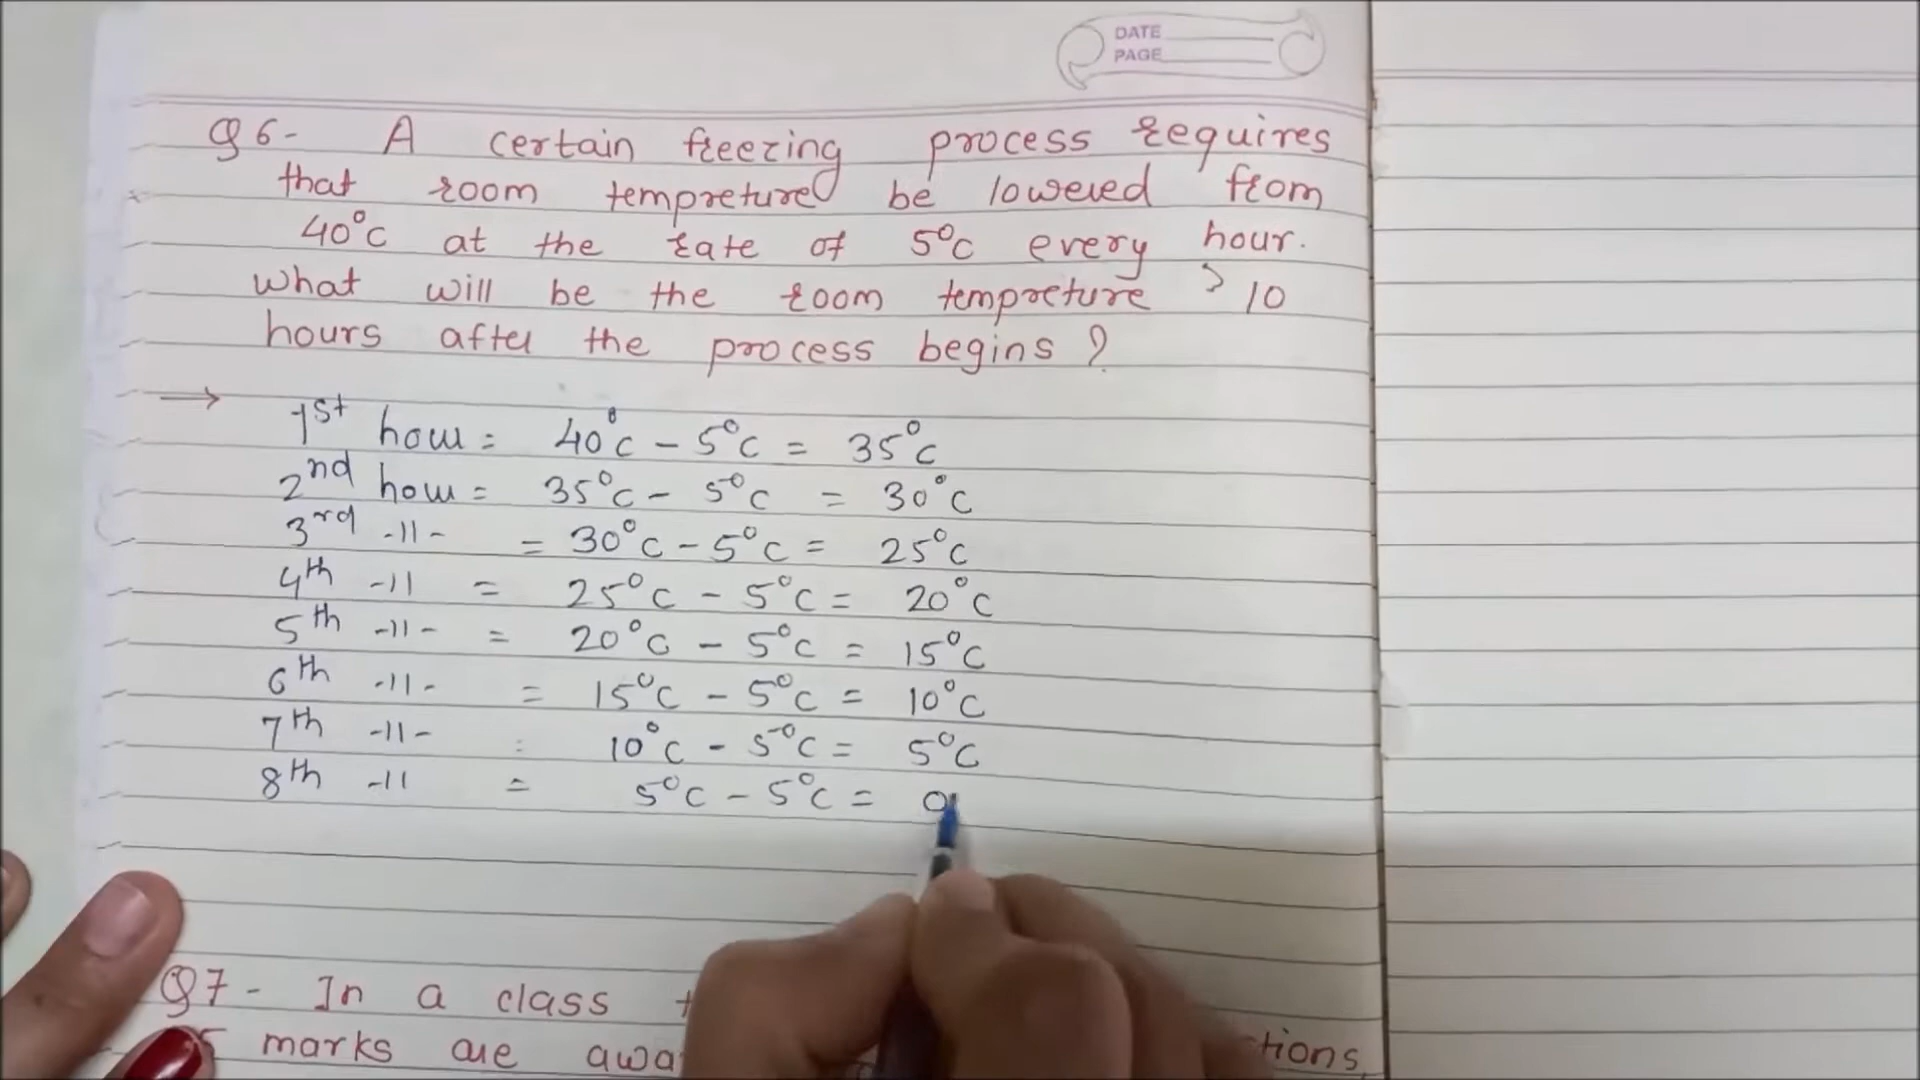 DATE
PAGE
Q6- A certain freezing process requires
that room tempreture be lowered from
40°C at the rate of 5°C every hour.
what will be the room tempreture , 10
hours after the process begins ?
→ 1st hour = 40°C - 5°C = 35°C
2nd hour = 35°C - 5°C = 30°C
3rd -11- = 30°C - 5°C = 25°C
4th -11 = 25°C - 5°C = 20°C
5th -11- = 20°C - 5°C = 15°C
6th -11- = 15°C - 5°C = 10°C
7th -11- = 10°C - 5°C = 5°C
8th -11 = 5°C - 5°C = 0
Q7- In a class
marks are